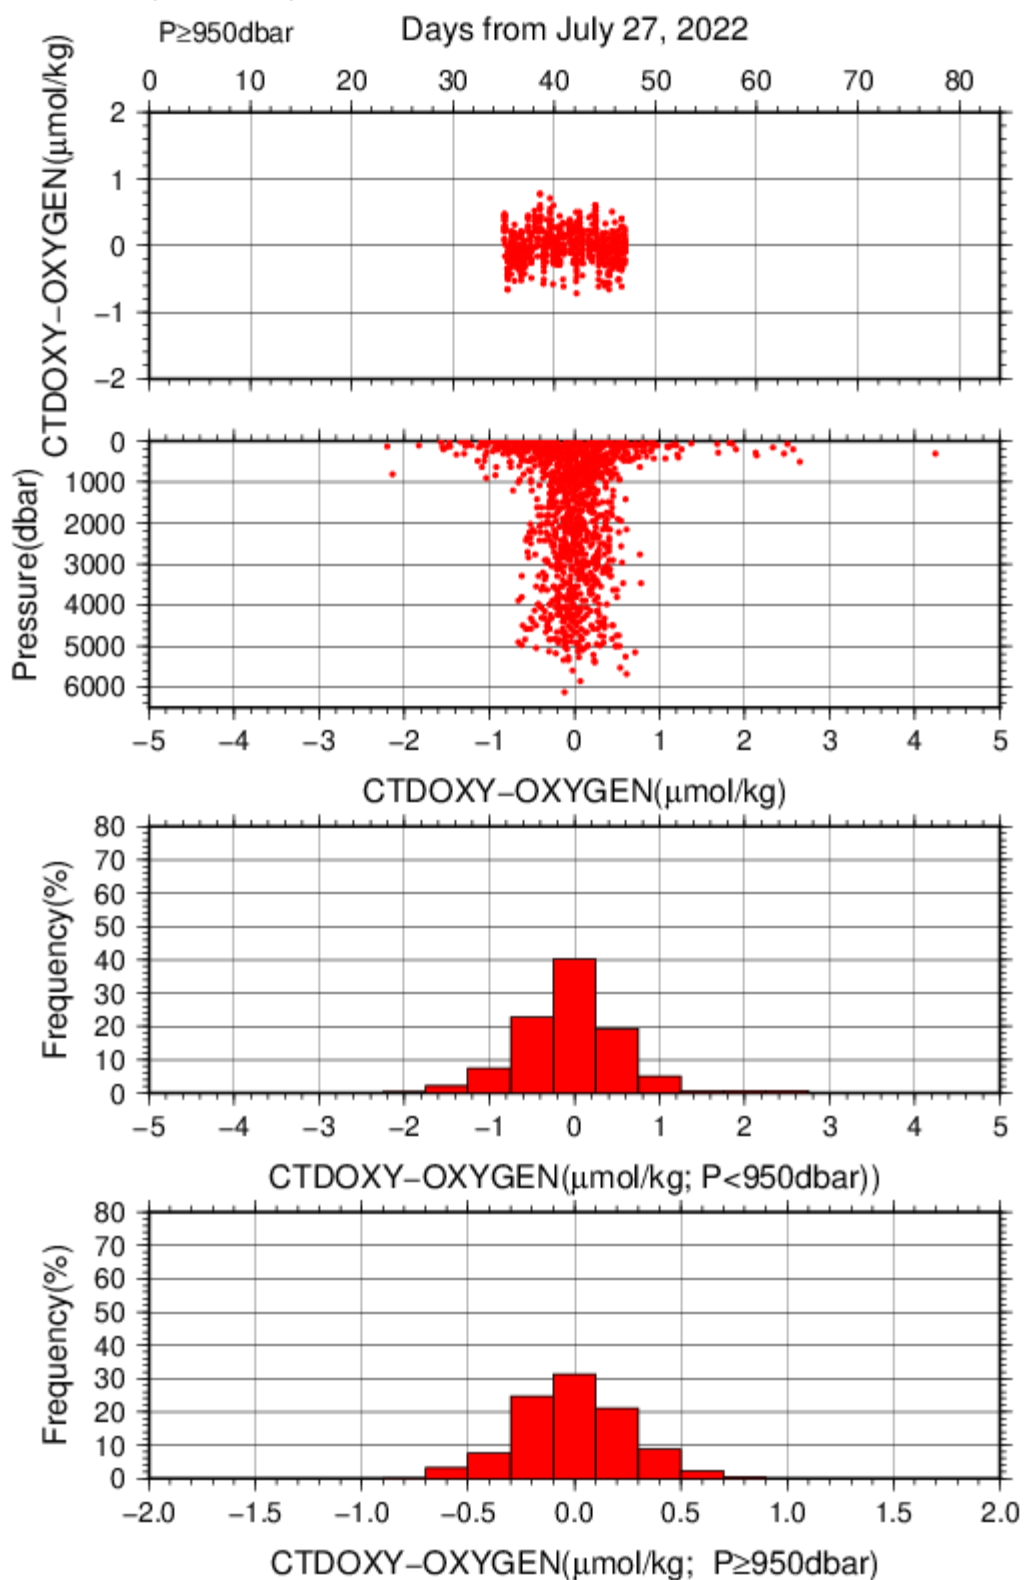 P≥950dbar Days from July 27, 2022
0 10 20 30 40 50 60 70 80
CTDOXY−OXYGEN(μmol/kg)
2
1
0
−1
−2
Pressure(dbar)
0
1000
2000
3000
4000
5000
6000
−5 −4 −3 −2 −1 0 1 2 3 4 5
CTDOXY−OXYGEN(μmol/kg)
Frequency(%)
80
70
60
50
40
30
20
10
0
−5 −4 −3 −2 −1 0 1 2 3 4 5
CTDOXY−OXYGEN(μmol/kg; P<950dbar))
Frequency(%)
80
70
60
50
40
30
20
10
0
−2.0 −1.5 −1.0 −0.5 0.0 0.5 1.0 1.5 2.0
CTDOXY−OXYGEN(μmol/kg; P≥950dbar)